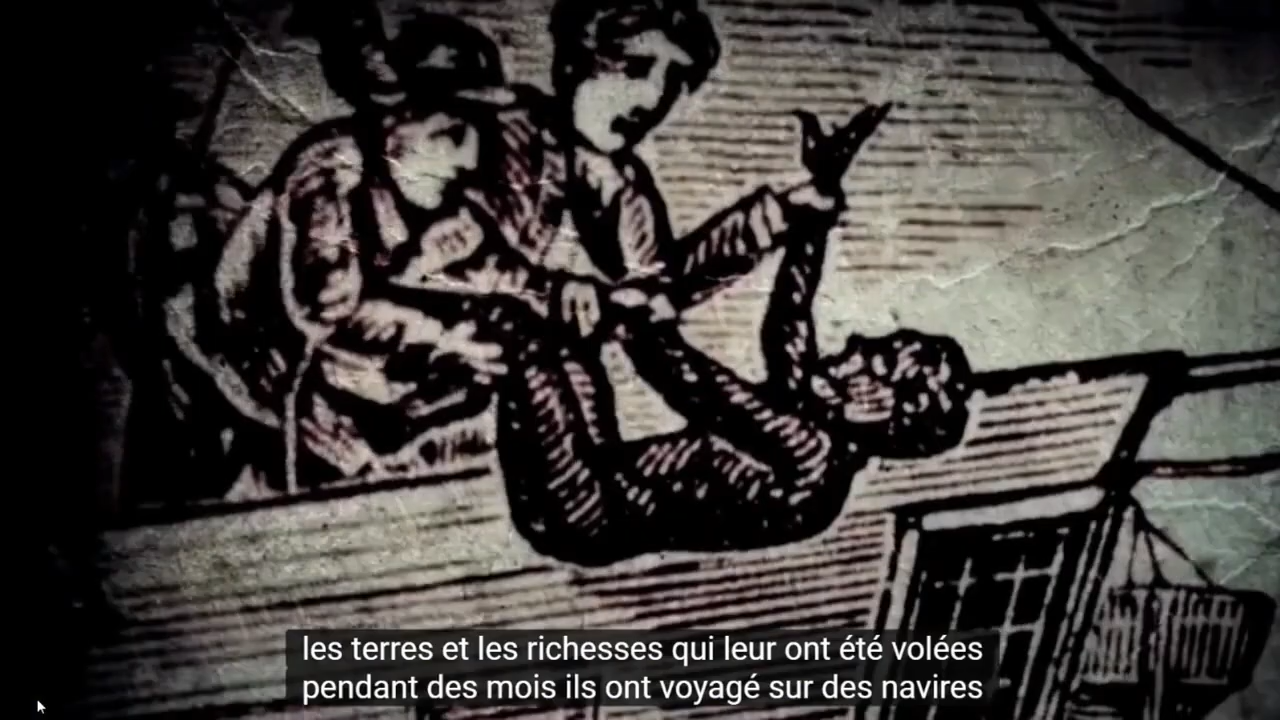 les terres et les richesses qui leur ont été volées
pendant des mois ils ont voyagé sur des navires